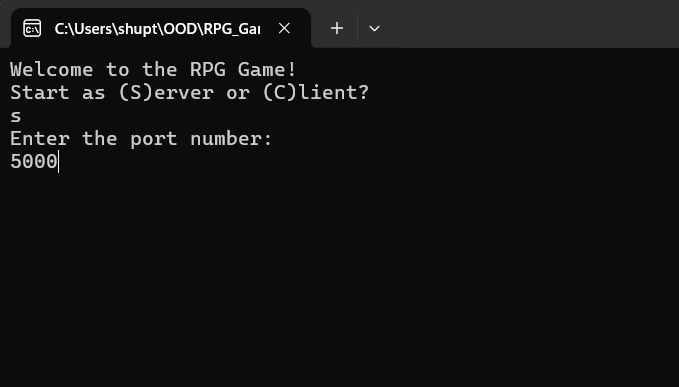 C:\Users\shupt\OOD\RPG_Gar
Welcome to the RPG Game!
Start as (S)erver or (C)lient?
s
Enter the port number:
5000